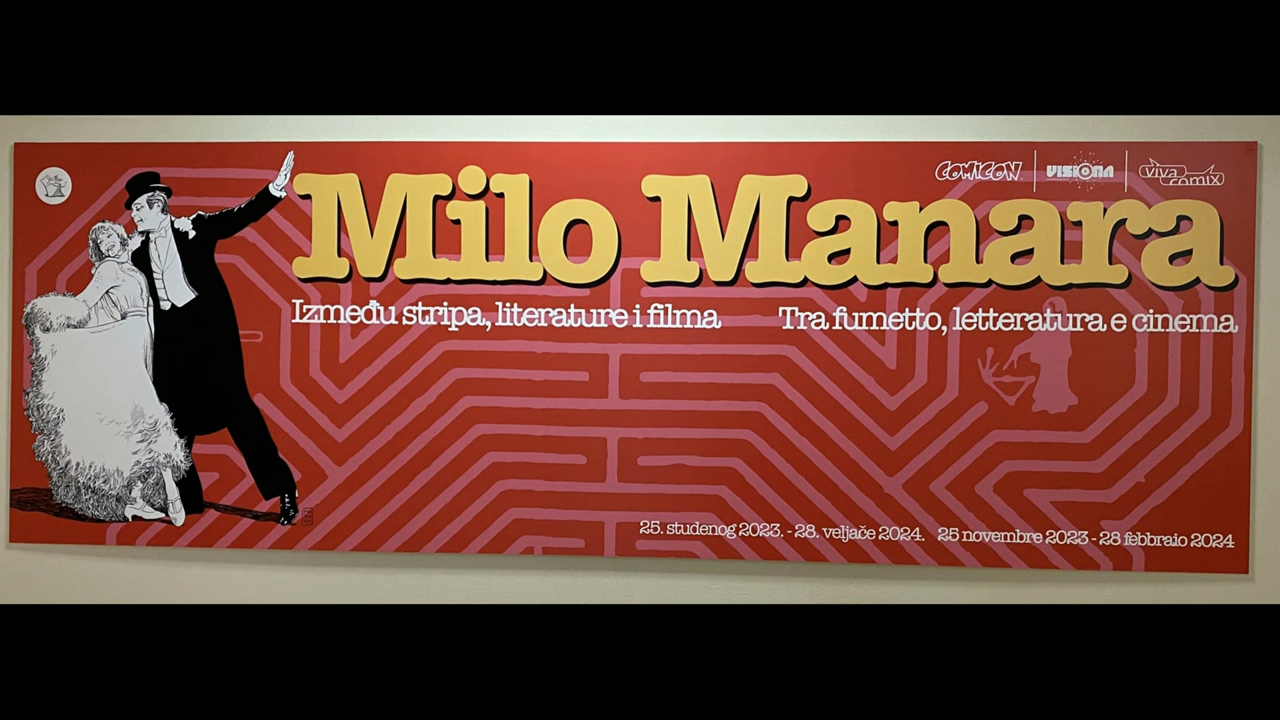 COMICON
VISIONA
Viva comix
Milo Manara
Između stripa, literature i filma
Tra fumetto, letteratura e cinema
25. studenog 2023. - 28. veljače 2024. 25 novembre 2023 - 28 febbraio 2024